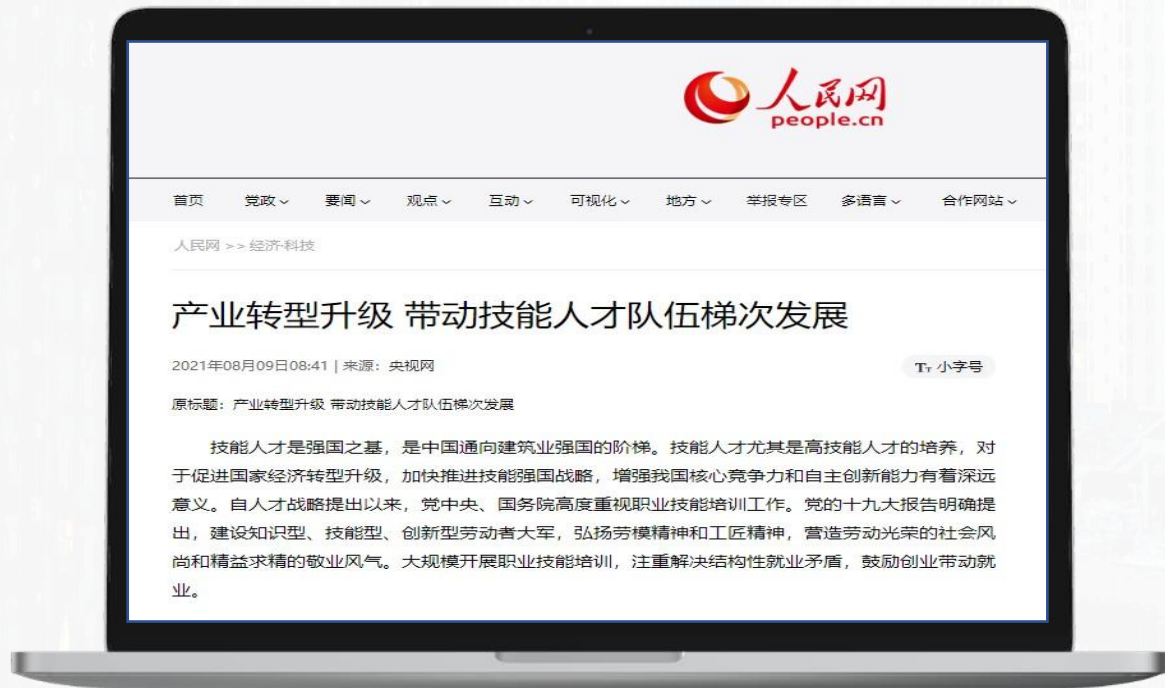 人民网
people.cn
首页 党政 要闻 观点 互动 可视化 地方 举报专区 多语言 合作网站
人民网 >> 经济·科技
产业转型升级 带动技能人才队伍梯次发展
2021年08月09日08:41 | 来源：央视网
TT 小字号
原标题：产业转型升级 带动技能人才队伍梯次发展
技能人才是强国之基，是中国通向建筑业强国的阶梯。技能人才尤其是高技能人才的培养，对
于促进国家经济转型升级，加快推进技能强国战略，增强我国核心竞争力和自主创新能力有着深远
意义。自人才战略提出以来，党中央、国务院高度重视职业技能培训工作。党的十九大报告明确提
出，建设知识型、技能型、创新型劳动者大军，弘扬劳模精神和工匠精神，营造劳动光荣的社会风
尚和精益求精的敬业风气。大规模开展职业技能培训，注重解决结构性就业矛盾，鼓励创业带动就
业。